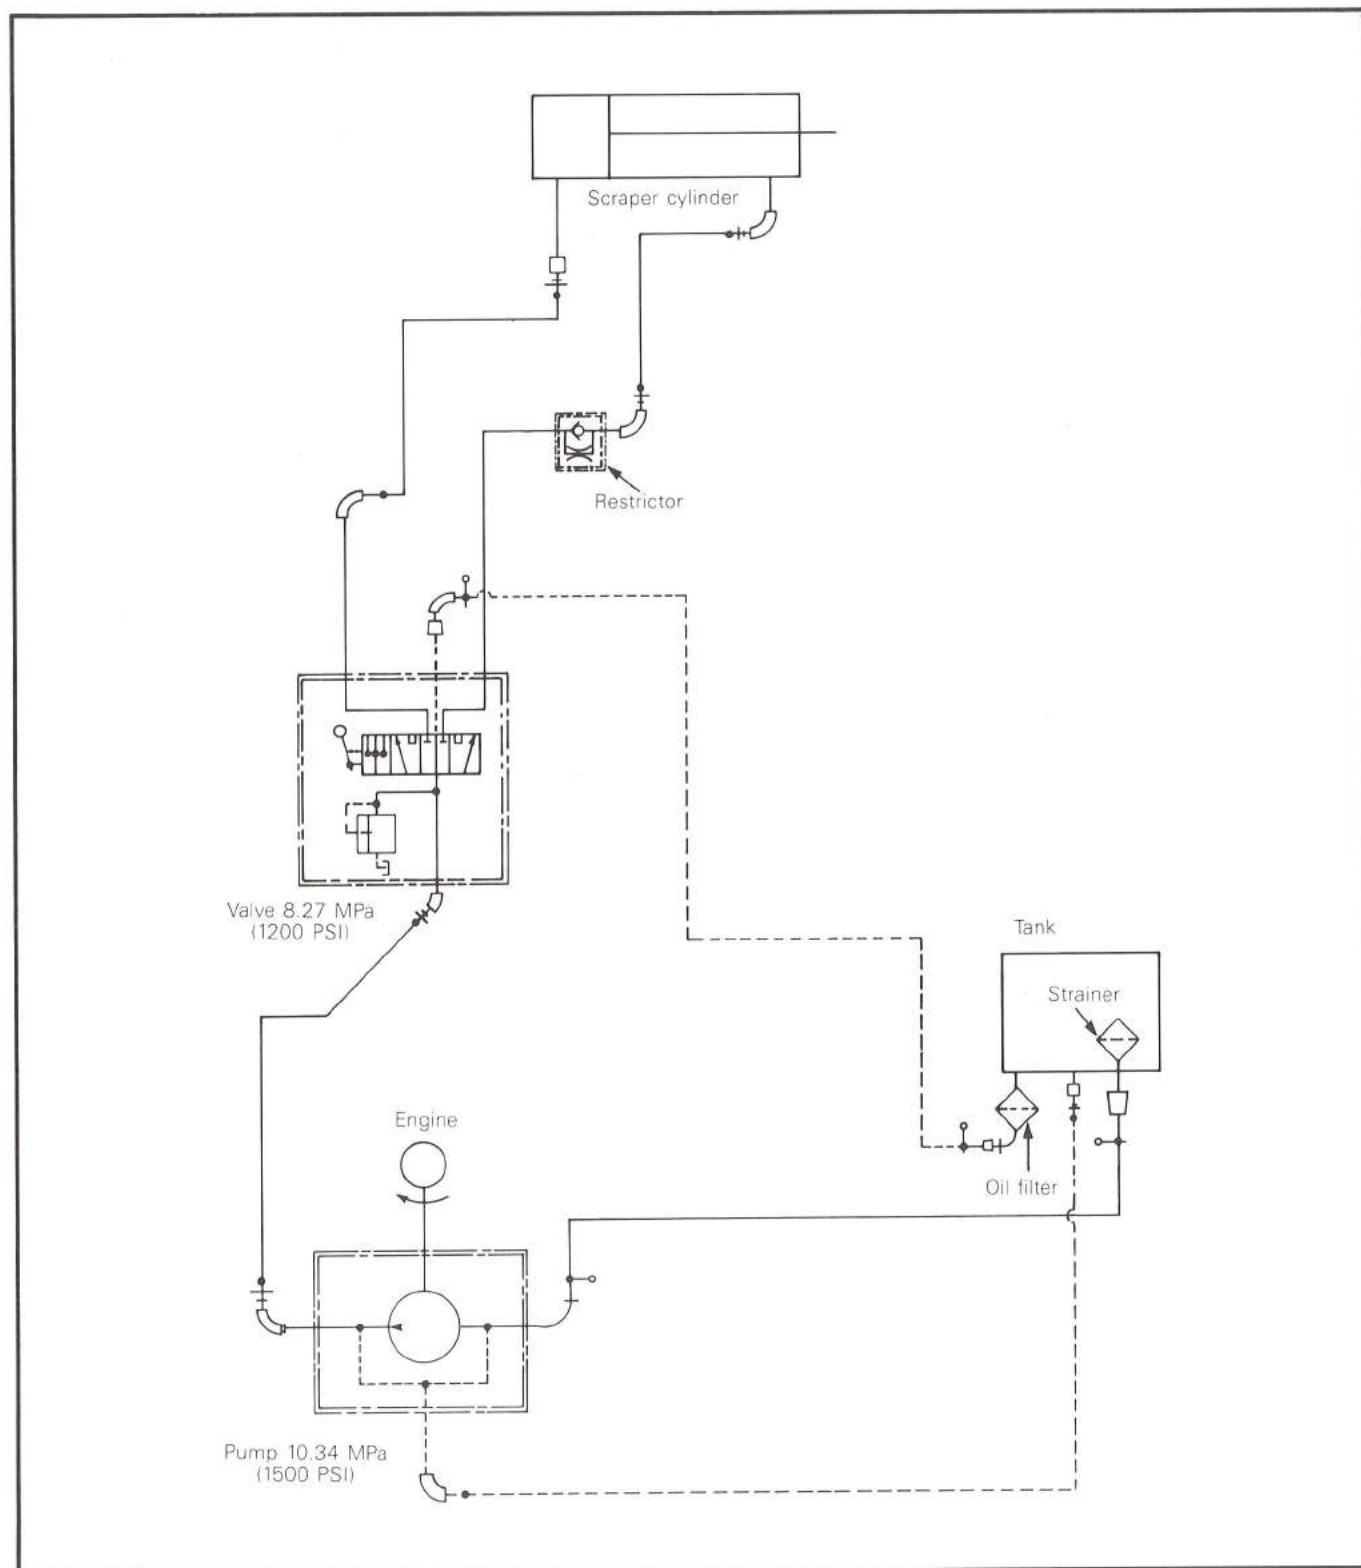 Scraper cylinder
Restrictor
Valve 8.27 MPa
(1200 PSI)
Tank
Strainer
Engine
Oil filter
Pump 10.34 MPa
(1500 PSI)